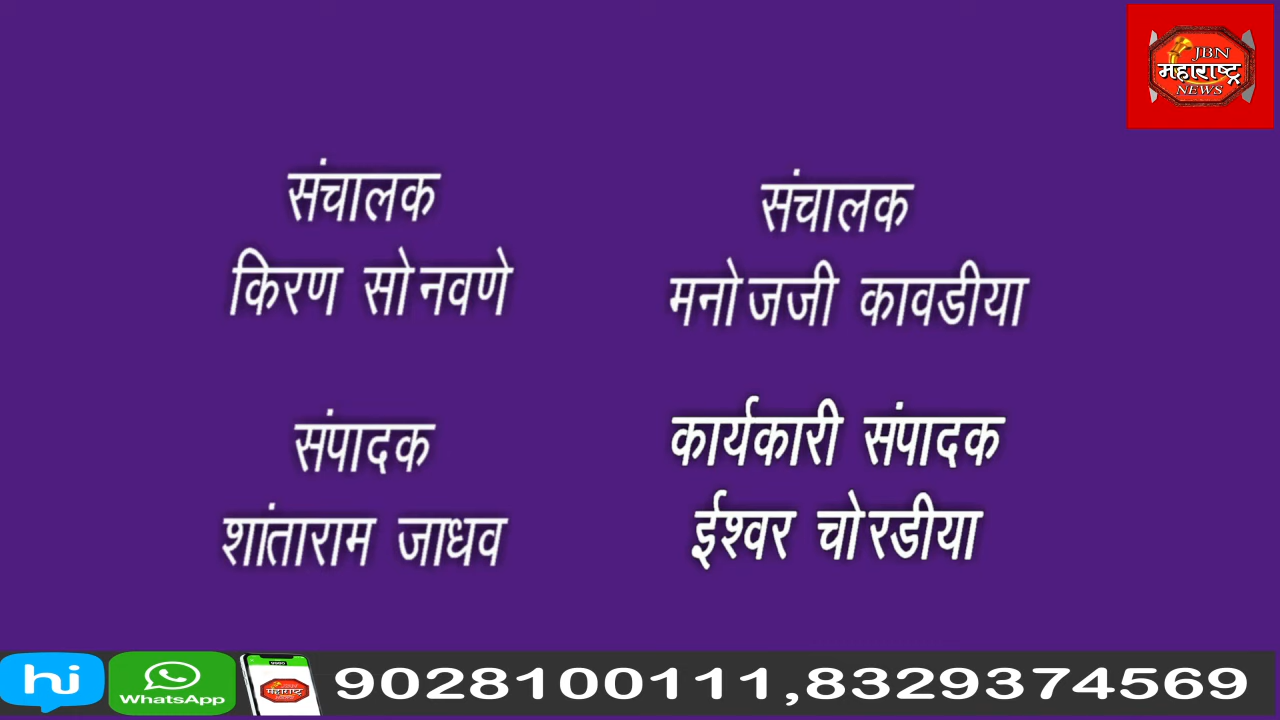 JBN
महाराष्ट्र
NEWS
संचालक
किरण सोनवणे
संचालक
मनोजजी कावडीया
संपादक
शांताराम जाधव
कार्यकारी संपादक
ईश्वर चोरडीया
hi
WhatsApp
महाराष्ट्र
9028100111,8329374569